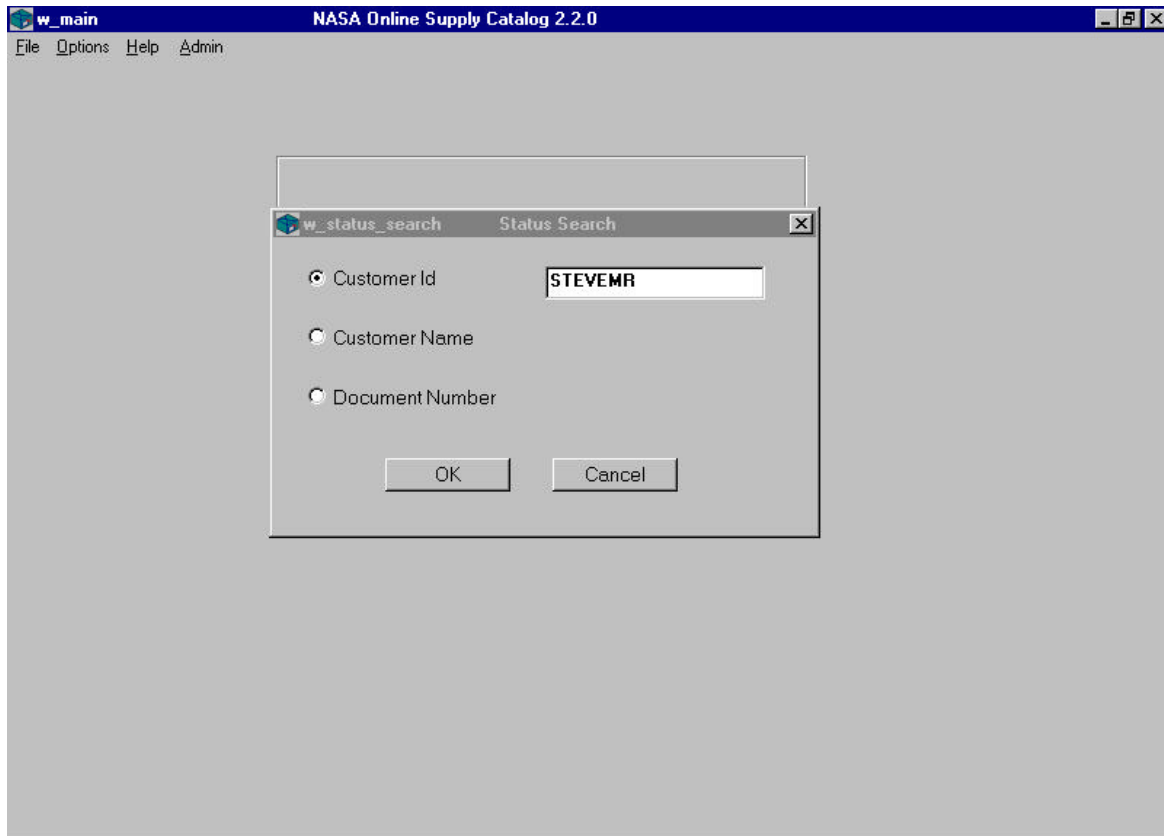 w_main NASA Online Supply Catalog 2.2.0
File Options Help Admin
w_status_search Status Search
Customer Id STEVEMR
Customer Name
Document Number
OK Cancel